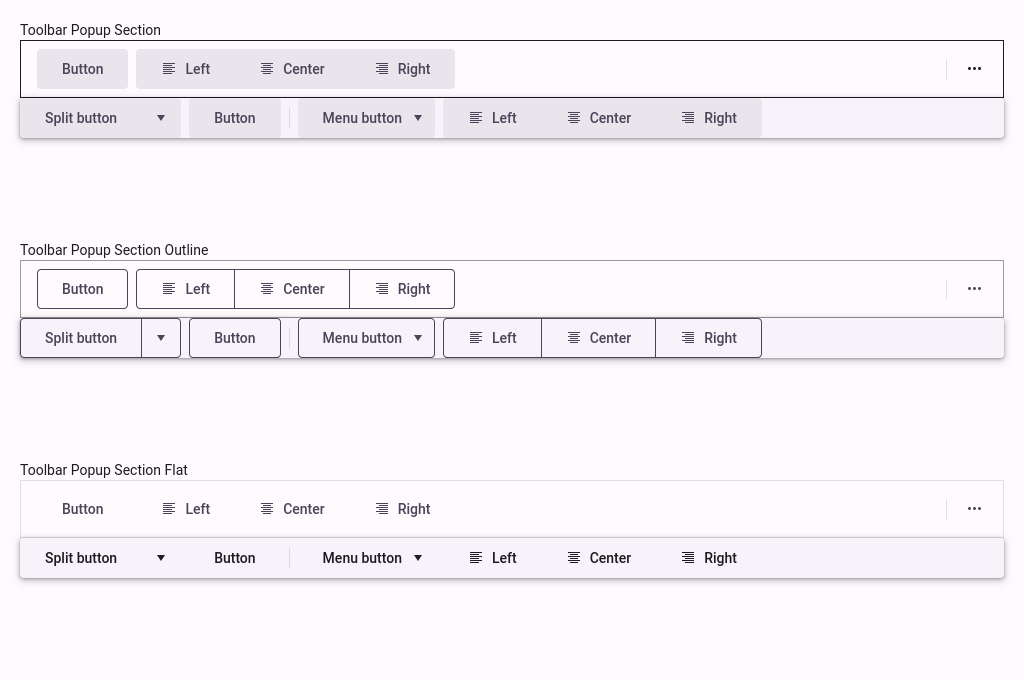 Toolbar Popup Section
Button Left Center Right
Split button Button Menu button Left Center Right
Toolbar Popup Section Outline
Button Left Center Right
Split button Button Menu button Left Center Right
Toolbar Popup Section Flat
Button Left Center Right
Split button Button Menu button Left Center Right